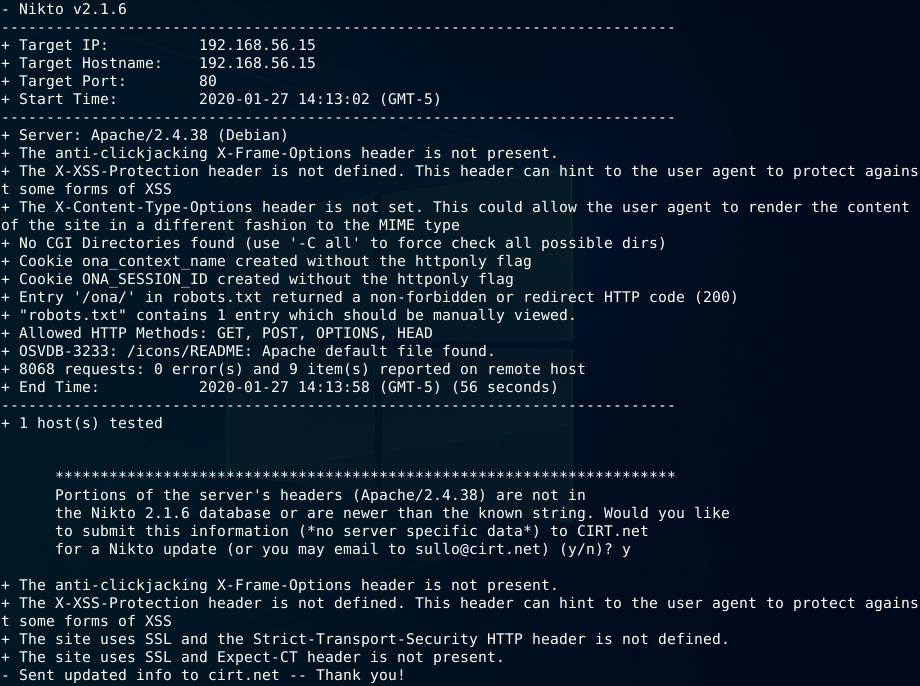 - Nikto v2.1.6
---------------------------------------------------------------------------
+ Target IP:          192.168.56.15
+ Target Hostname:    192.168.56.15
+ Target Port:        80
+ Start Time:         2020-01-27 14:13:02 (GMT-5)
---------------------------------------------------------------------------
+ Server: Apache/2.4.38 (Debian)
+ The anti-clickjacking X-Frame-Options header is not present.
+ The X-XSS-Protection header is not defined. This header can hint to the user agent to protect agains
t some forms of XSS
+ The X-Content-Type-Options header is not set. This could allow the user agent to render the content
of the site in a different fashion to the MIME type
+ No CGI Directories found (use '-C all' to force check all possible dirs)
+ Cookie ona_context_name created without the httponly flag
+ Cookie ONA_SESSION_ID created without the httponly flag
+ Entry '/ona/' in robots.txt returned a non-forbidden or redirect HTTP code (200)
+ "robots.txt" contains 1 entry which should be manually viewed.
+ Allowed HTTP Methods: GET, POST, OPTIONS, HEAD
+ OSVDB-3233: /icons/README: Apache default file found.
+ 8068 requests: 0 error(s) and 9 item(s) reported on remote host
+ End Time:           2020-01-27 14:13:58 (GMT-5) (56 seconds)
---------------------------------------------------------------------------
+ 1 host(s) tested
*********************************************************************
Portions of the server's headers (Apache/2.4.38) are not in
the Nikto 2.1.6 database or are newer than the known string. Would you like
to submit this information (*no server specific data*) to CIRT.net
for a Nikto update (or you may email to sullo@cirt.net) (y/n)? y
+ The anti-clickjacking X-Frame-Options header is not present.
+ The X-XSS-Protection header is not defined. This header can hint to the user agent to protect agains
t some forms of XSS
+ The site uses SSL and the Strict-Transport-Security HTTP header is not defined.
+ The site uses SSL and Expect-CT header is not present.
- Sent updated info to cirt.net -- Thank you!